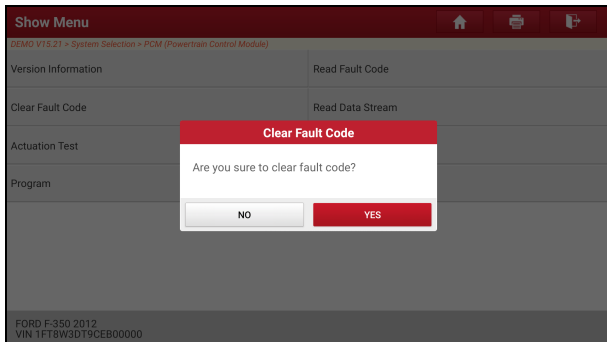 Show Menu
DEMO V15.21 > System Selection > PCM (Powertrain Control Module)
Version Information
Read Fault Code
Clear Fault Code
Read Data Stream
Actuation Test
Program
Clear Fault Code
Are you sure to clear fault code?
NO
YES
FORD F-350 2012
VIN 1FT8W3DT9CEB00000